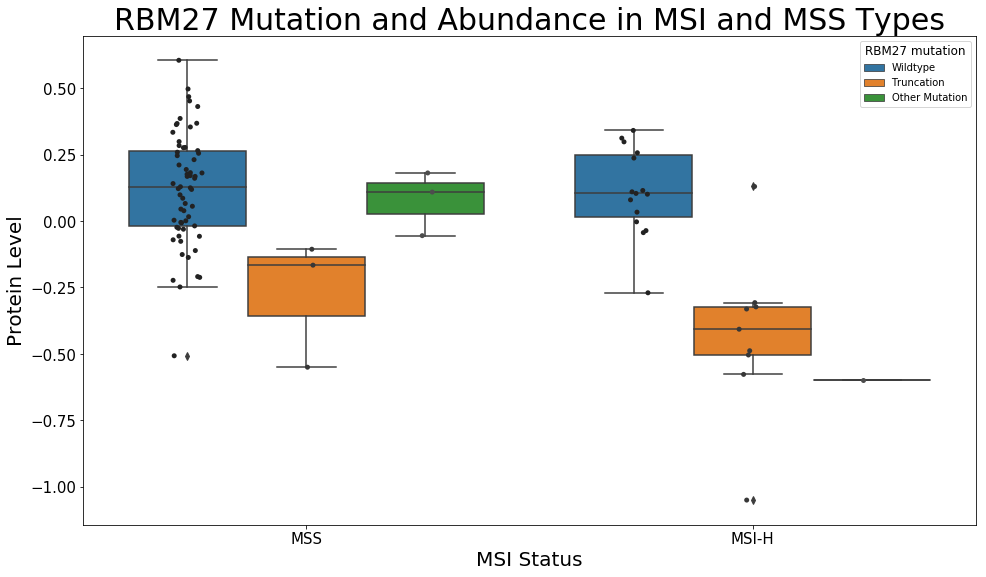 RBM27 Mutation and Abundance in MSI and MSS Types
RBM27 mutation
Wildtype
Truncation
Other Mutation
Protein Level
0.50
0.25
0.00
−0.25
−0.50
−0.75
−1.00
MSS
MSI-H
MSI Status